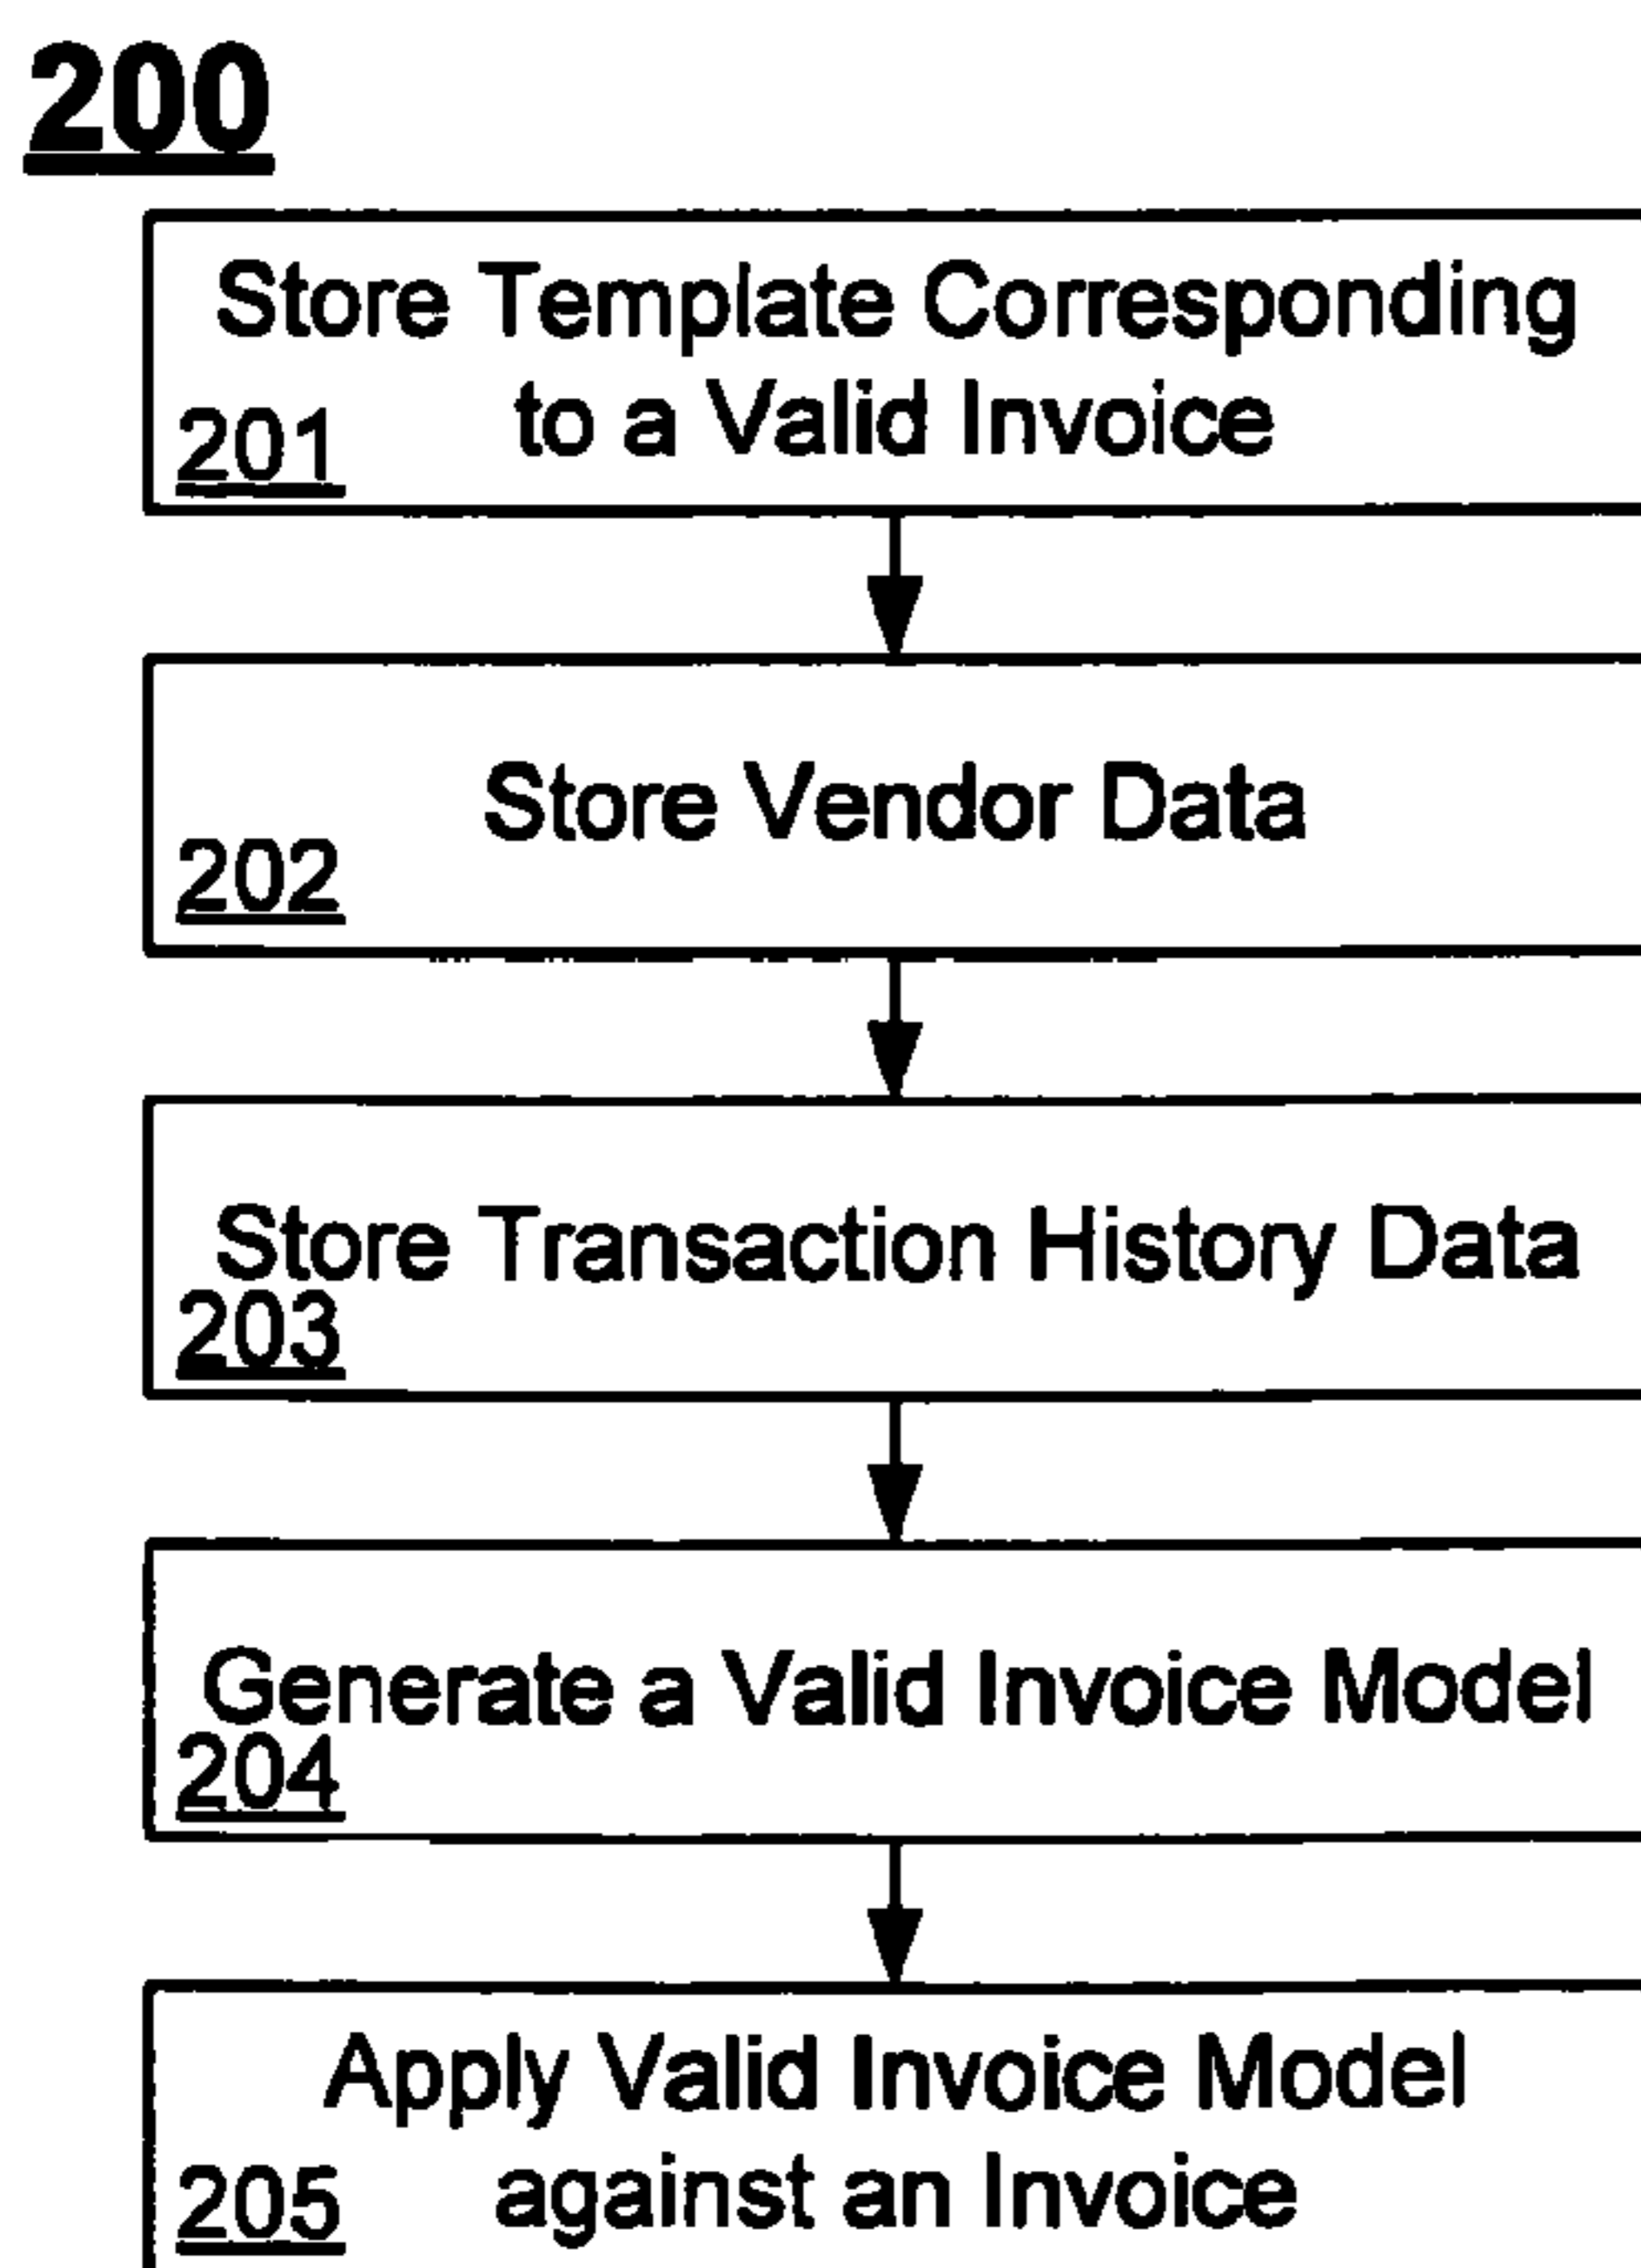 200
Store Template Corresponding
to a Valid Invoice
201
Store Vendor Data
202
Store Transaction History Data
203
Generate a Valid Invoice Model
204
Apply Valid Invoice Model
against an Invoice
205